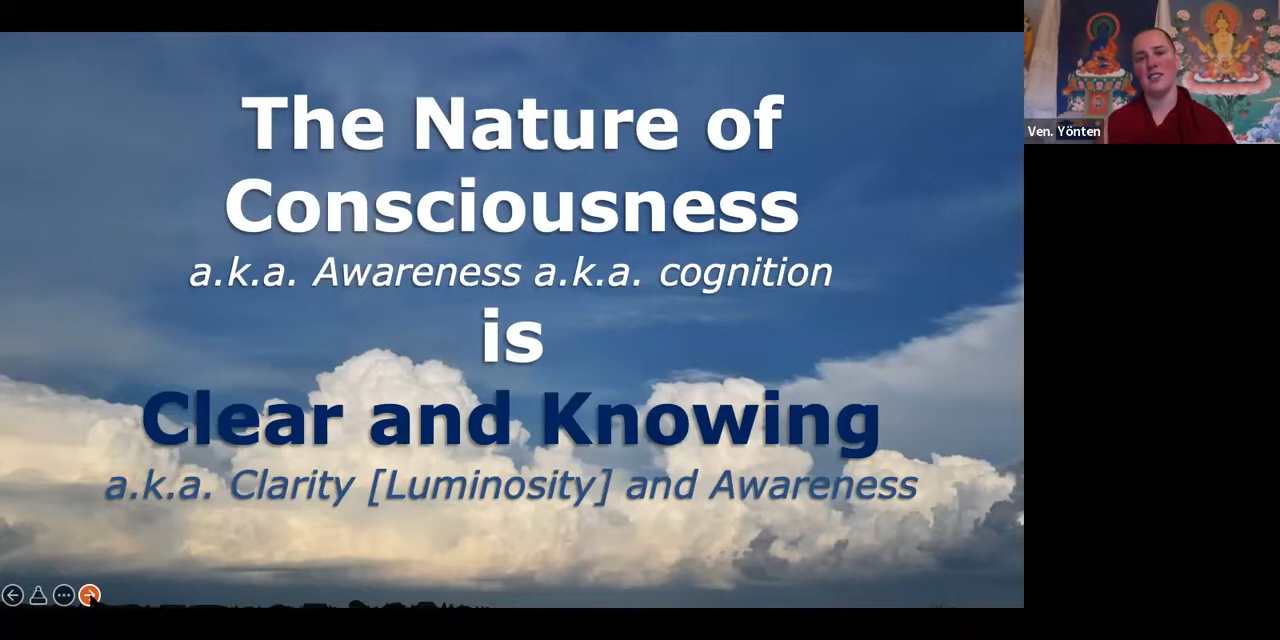 The Nature of
Consciousness
a.k.a. Awareness a.k.a. cognition
is
Clear and Knowing
a.k.a. Clarity [Luminosity] and Awareness
Ven. Yönten